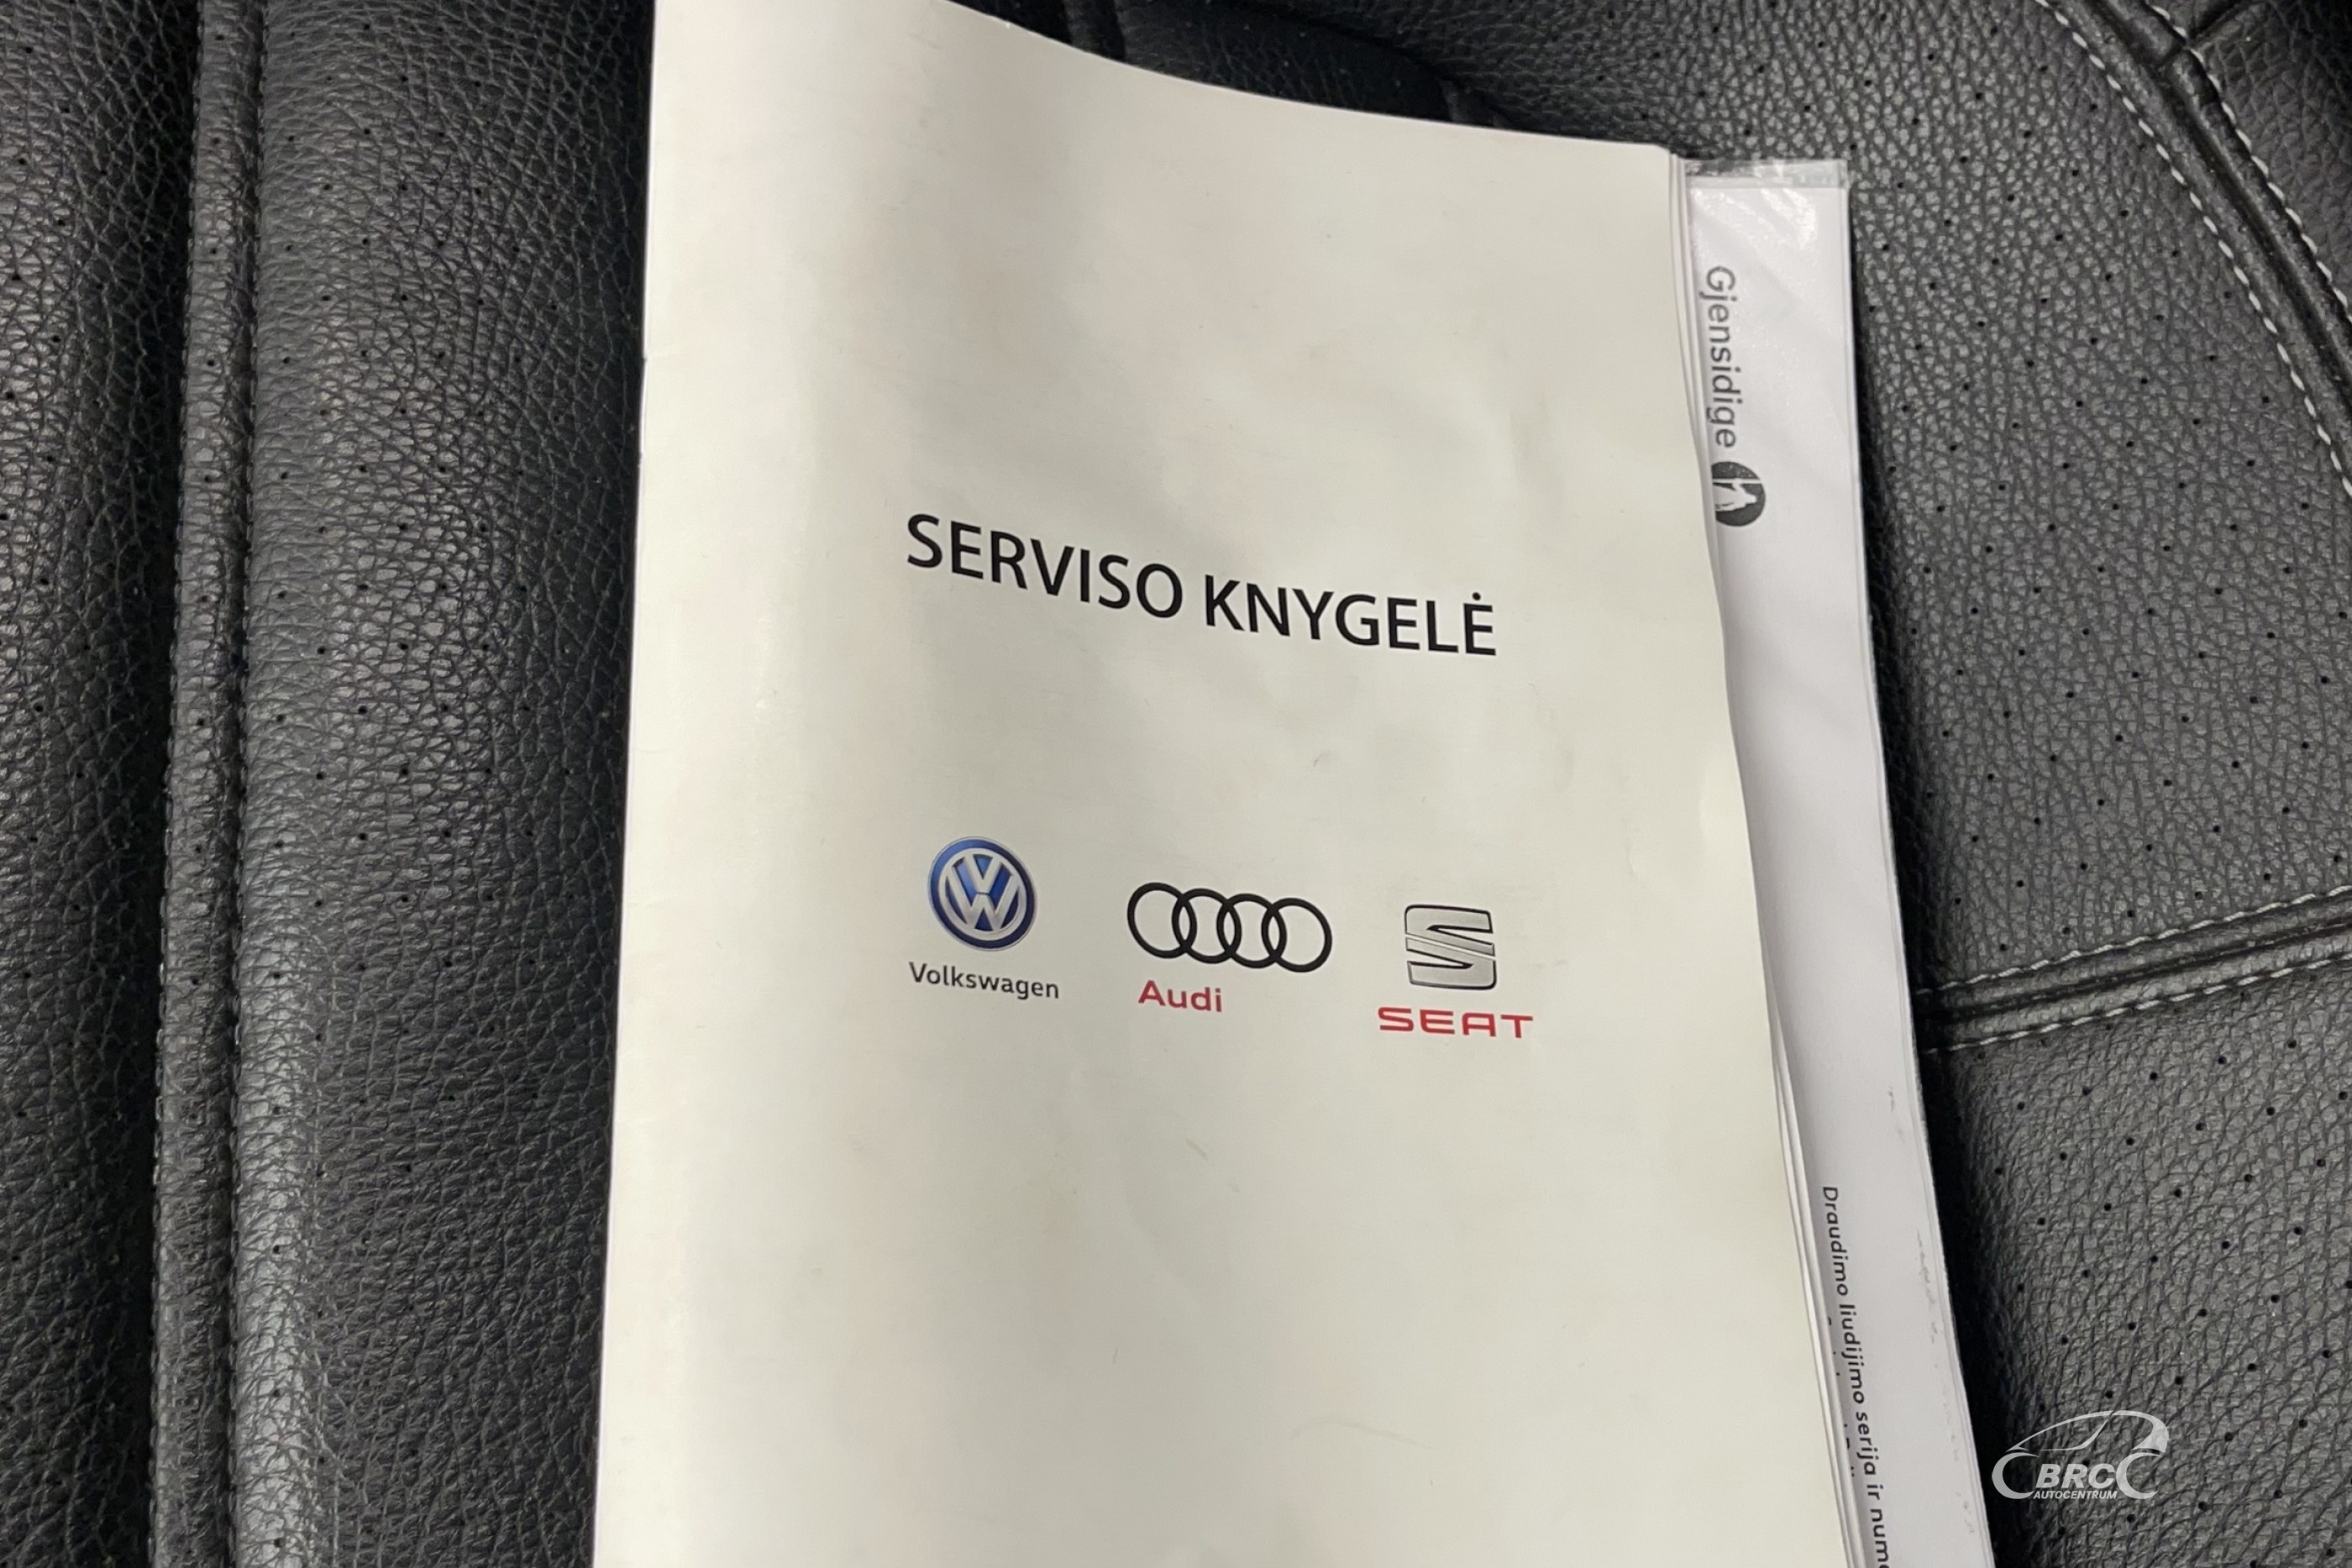 SERVISO KNYGELĖ
Volkswagen
Audi
SEAT
Gjensidige
Draudimo liudijimo serija ir
BRC
AUTOCENTRUM